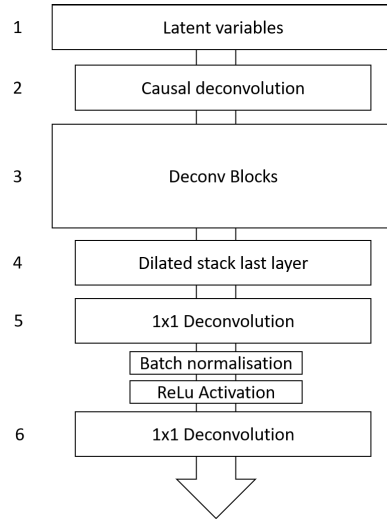 1 Latent variables
2 Causal deconvolution
3 Deconv Blocks
4 Dilated stack last layer
5 1x1 Deconvolution
Batch normalisation
ReLu Activation
6 1x1 Deconvolution